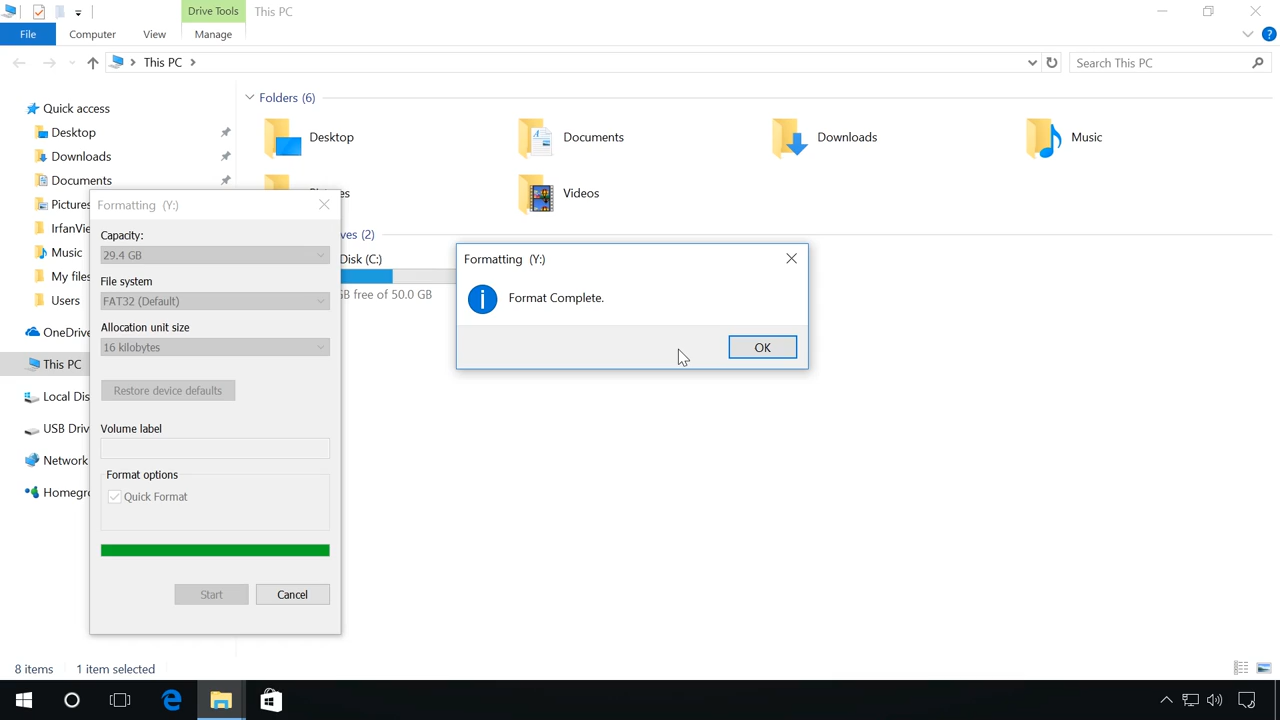 Drive Tools
This PC
File
Computer
View
Manage
This PC
Search This PC
Quick access
Desktop
Downloads
Documents
Pictures
IrfanVie
Music
My files
Users
OneDrive
This PC
Local Dis
USB Driv
Network
Homegro
Folders (6)
Desktop
Documents
Downloads
Music
Videos
ves (2)
Disk (C:)
GB free of 50.0 GB
Formatting (Y:)
Capacity:
29.4 GB
File system
FAT32 (Default)
Allocation unit size
16 kilobytes
Restore device defaults
Volume label
Format options
Quick Format
Start
Cancel
Formatting (Y:)
Format Complete.
OK
8 items
1 item selected